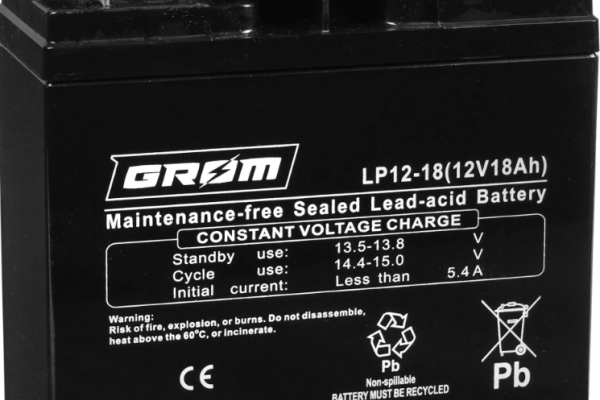 GROM
LP12-18(12V18Ah)
Maintenance-free Sealed Lead-acid Battery
CONSTANT VOLTAGE CHARGE
Standby use: 13.5-13.8 V
Cycle use: 14.4-15.0 V
Initial current: Less than 5.4A
Warning:
Risk of fire, explosion, or burns. Do not disassemble,
heat above the 60°C, or incinerate.
CE
Pb
Non-spillable
BATTERY MUST BE RECYCLED
Pb